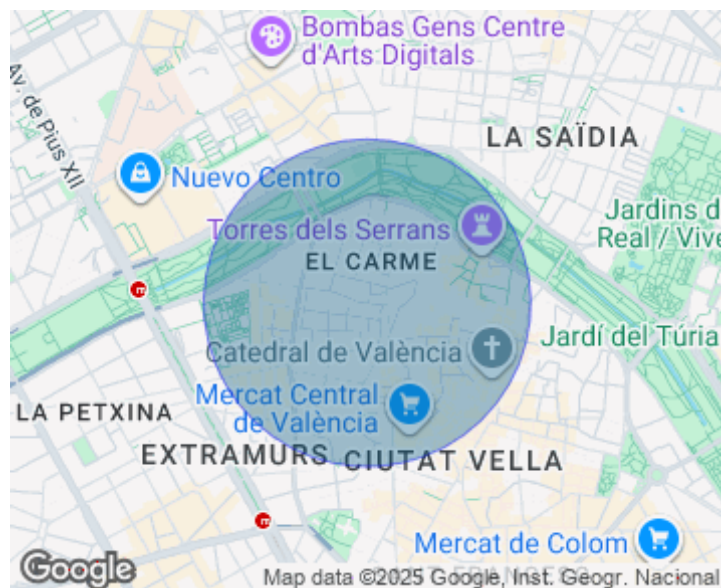 Bombas Gens Centre
d'Arts Digitals
Av. de Pius XII
LA SAÏDIA
Nuevo Centro
Jardins d
Real / Vive
Torres dels Serrans
EL CARME
Jardí del Túria
Catedral de València
Mercat Central
de València
LA PETXINA
EXTRAMURS
CIUTAT VELLA
Mercat de Colom
Google
Map data ©2025 Google, Inst. Geogr. Nacional